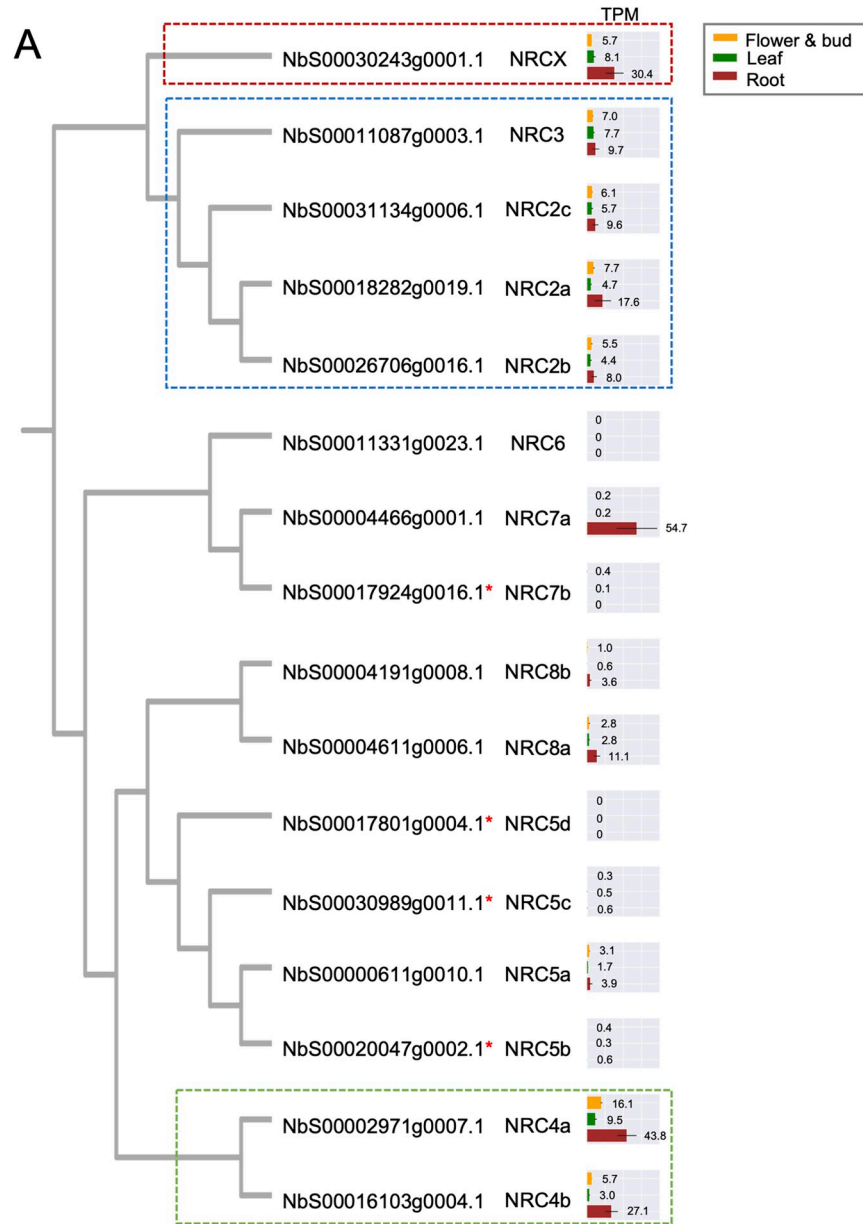 A
TPM
Flower & bud
Leaf
Root
NbS00030243g0001.1 NRCX 5.7 8.1 30.4
NbS00011087g0003.1 NRC3 7.0 7.7 9.7
NbS00031134g0006.1 NRC2c 6.1 5.7 9.6
NbS00018282g0019.1 NRC2a 7.7 4.7 17.6
NbS00026706g0016.1 NRC2b 5.5 4.4 8.0
NbS00011331g0023.1 NRC6 0 0 0
NbS00004466g0001.1 NRC7a 0.2 0.2 54.7
NbS00017924g0016.1* NRC7b 0.4 0.1 0
NbS00004191g0008.1 NRC8b 1.0 0.6 3.6
NbS00004611g0006.1 NRC8a 2.8 2.8 11.1
NbS00017801g0004.1* NRC5d 0 0 0
NbS00030989g0011.1* NRC5c 0.3 0.5 0.6
NbS00000611g0010.1 NRC5a 3.1 1.7 3.9
NbS00020047g0002.1* NRC5b 0.4 0.3 0.6
NbS00002971g0007.1 NRC4a 16.1 9.5 43.8
NbS00016103g0004.1 NRC4b 5.7 3.0 27.1